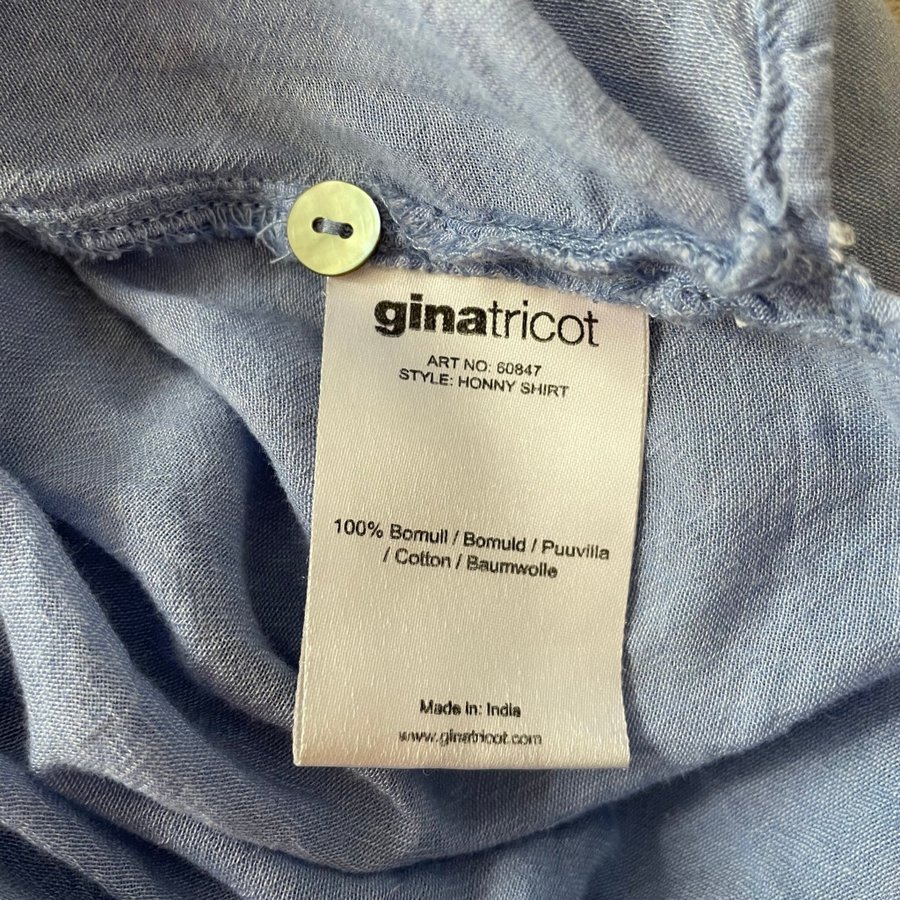 ginatricot
ART NO: 60847
STYLE: HONNY SHIRT
100% Bomull / Bomuld / Puuvilla
/ Cotton / Baumwolle
Made in: India
www.ginatricot.com